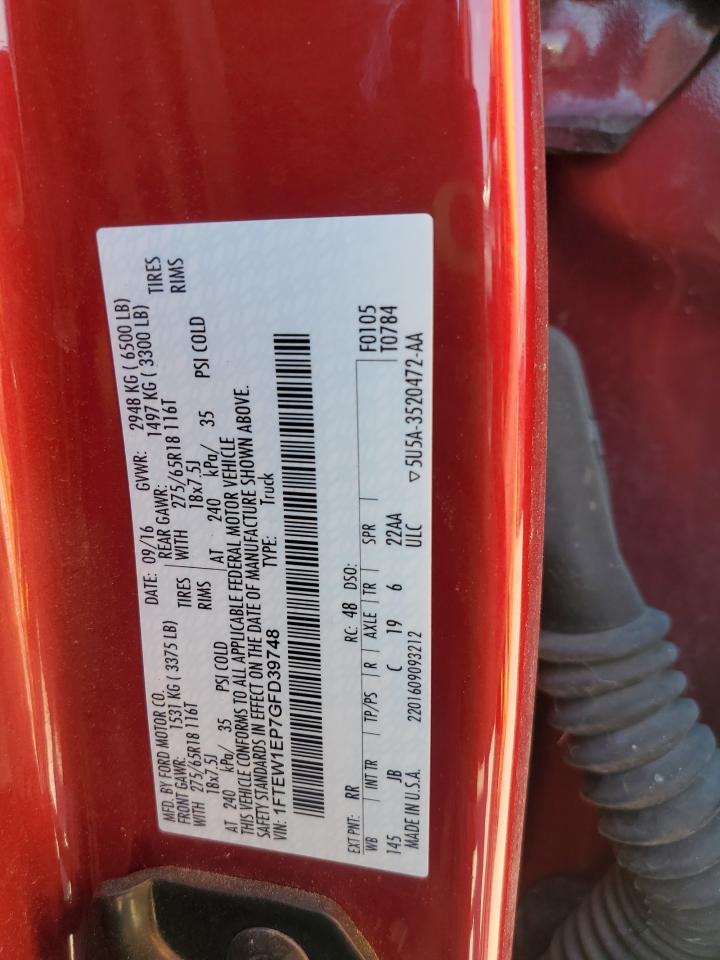 MFD. BY FORD MOTOR CO. DATE: 09/16 GVWR: 2948 KG ( 6500 LB)
FRONT GAWR: 1531 KG ( 3375 LB) REAR GAWR: 1497 KG ( 3300 LB)
WITH 275/65R18 116T TIRES WITH 275/65R18 116T TIRES
18x7.5J RIMS 18x7.5J RIMS
AT 240 kPa/ 35 PSI COLD AT 240 kPa/ 35 PSI COLD
THIS VEHICLE CONFORMS TO ALL APPLICABLE FEDERAL MOTOR VEHICLE
SAFETY STANDARDS IN EFFECT ON THE DATE OF MANUFACTURE SHOWN ABOVE.
VIN: 1FTEW1EP7GFD39748 TYPE: Truck
EXT PNT: RR RC: 48 DSO: F0105
WB INT TR TP/PS R AXLE TR SPR T0784
145 JB C 19 6 22AA
MADE IN U.S.A. 2201609093212 ULC ▽5U5A-3520472-AA